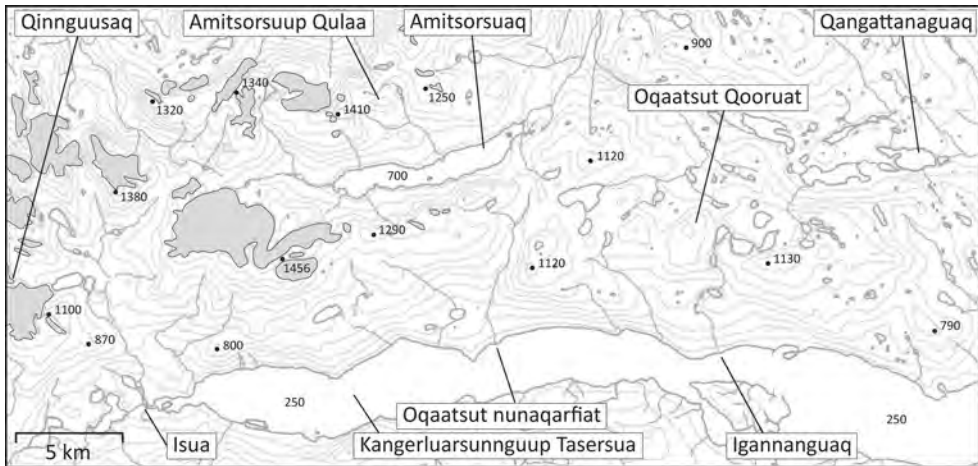 Qinnguusaq
Amitsorsuup Qulaa
Amitsorsuaq
Qangattanaguaq
900
1340
1250
1320
1410
Oqaatsut Qooruat
1120
700
1380
1290
1456
1120
1130
1100
870
800
790
250
250
Oqaatsut nunaqarfiat
Isua
Kangerluarsunnguup Tasersua
Igannanguaq
5 km